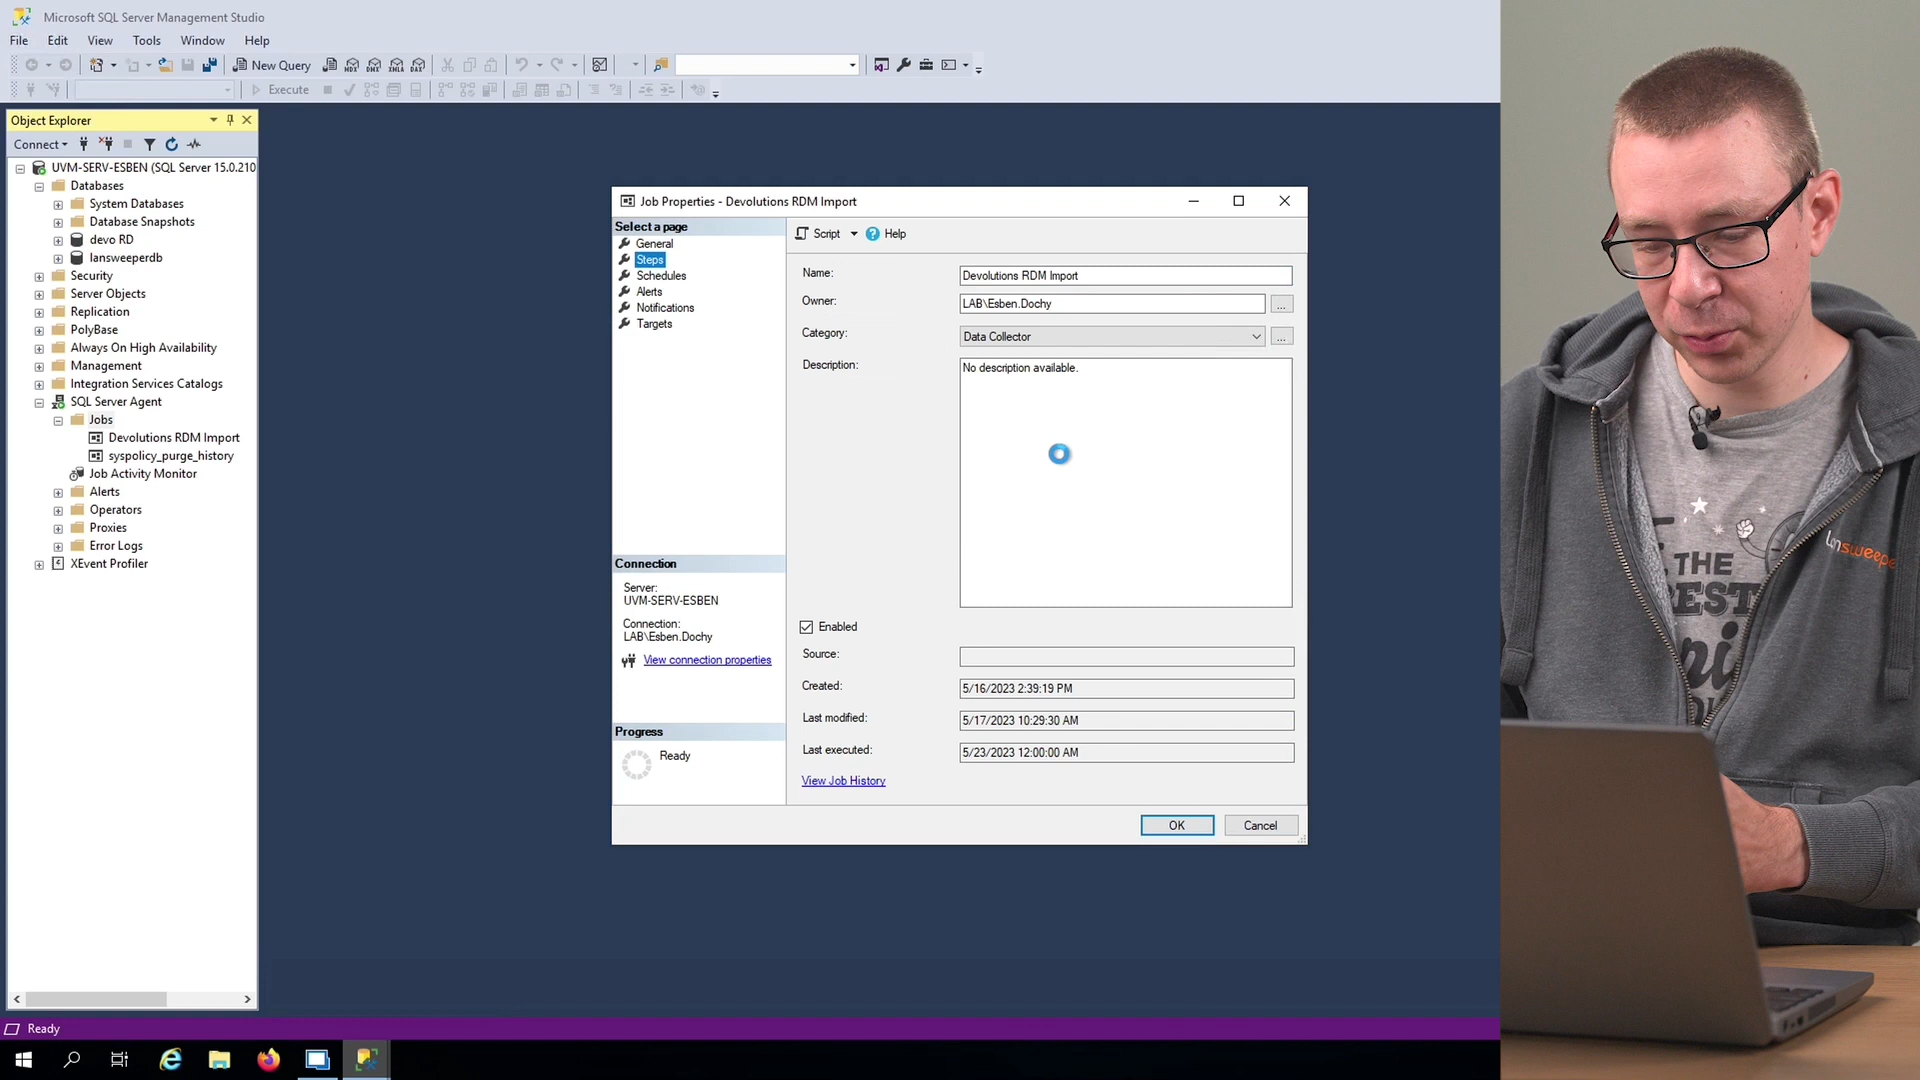 Microsoft SQL Server Management Studio
File Edit View Tools Window Help
New Query
Execute
Object Explorer
Connect
UVM-SERV-ESBEN (SQL Server 15.0.210
Databases
System Databases
Database Snapshots
devo RD
lansweeperdb
Security
Server Objects
Replication
PolyBase
Always On High Availability
Management
Integration Services Catalogs
SQL Server Agent
Jobs
Devolutions RDM Import
syspolicy_purge_history
Job Activity Monitor
Alerts
Operators
Proxies
Error Logs
XEvent Profiler
Job Properties - Devolutions RDM Import
Select a page
General
Steps
Schedules
Alerts
Notifications
Targets
Connection
Server:
UVM-SERV-ESBEN
Connection:
LAB\Esben.Dochy
View connection properties
Progress
Ready
Script Help
Name: Devolutions RDM Import
Owner: LAB\Esben.Dochy ...
Category: Data Collector ...
Description: No description available.
Enabled
Source:
Created: 5/16/2023 2:39:19 PM
Last modified: 5/17/2023 10:29:30 AM
Last executed: 5/23/2023 12:00:00 AM
View Job History
OK Cancel
Ready
THE